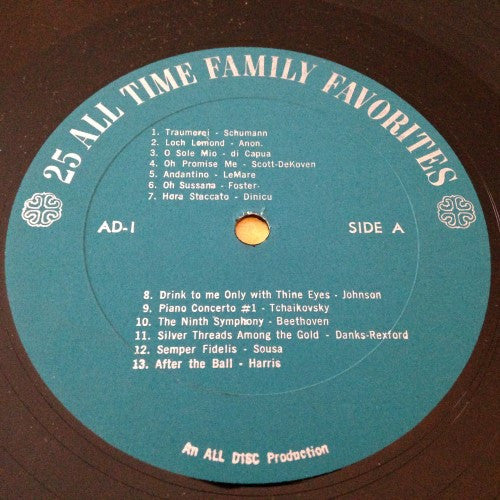 25 ALL TIME FAMILY FAVORITES
1. Traumerei - Schumann
2. Loch Lomond - Anon.
3. O Sole Mio - di Capua
4. Oh Promise Me - Scott-DeKoven
5. Andantino - LeMare
6. Oh Sussana - Foster
7. Hora Staccato - Dinicu
AD-1 SIDE A
8. Drink to me Only with Thine Eyes - Johnson
9. Piano Concerto #1 - Tchaikovsky
10. The Ninth Symphony - Beethoven
11. Silver Threads Among the Gold - Danks-Rexford
12. Semper Fidelis - Sousa
13. After the Ball - Harris
An ALL DISC Production